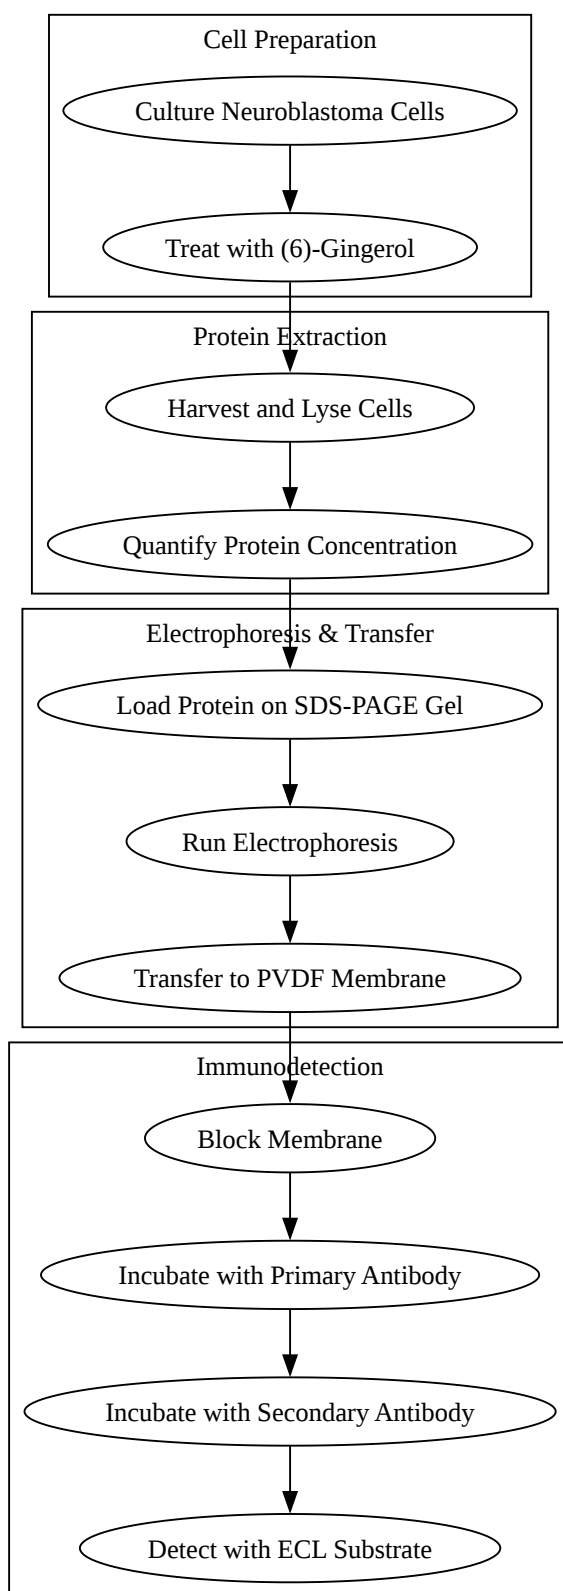 Cell Preparation
Culture Neuroblastoma Cells
Treat with (6)-Gingerol
Protein Extraction
Harvest and Lyse Cells
Quantify Protein Concentration
Electrophoresis & Transfer
Load Protein on SDS-PAGE Gel
Run Electrophoresis
Transfer to PVDF Membrane
Immunodetection
Block Membrane
Incubate with Primary Antibody
Incubate with Secondary Antibody
Detect with ECL Substrate